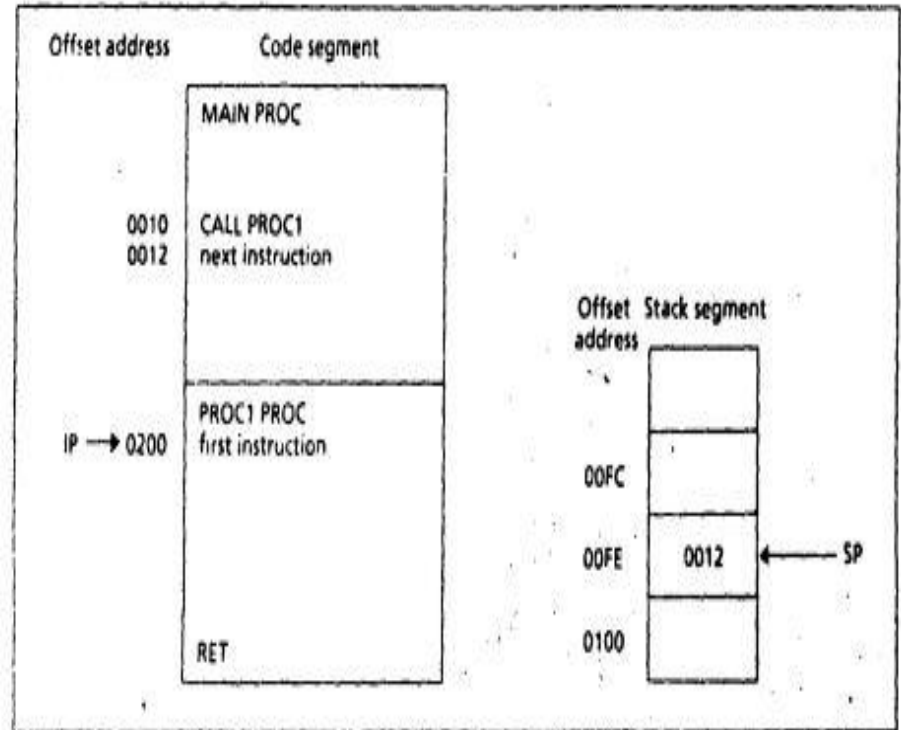 Offset address Code segment
MAIN PROC
0010 CALL PROC1
0012 next instruction
PROC1 PROC
IP 0200 first instruction
RET
Offset address Stack segment
00FC
00FE 0012 SP
0100